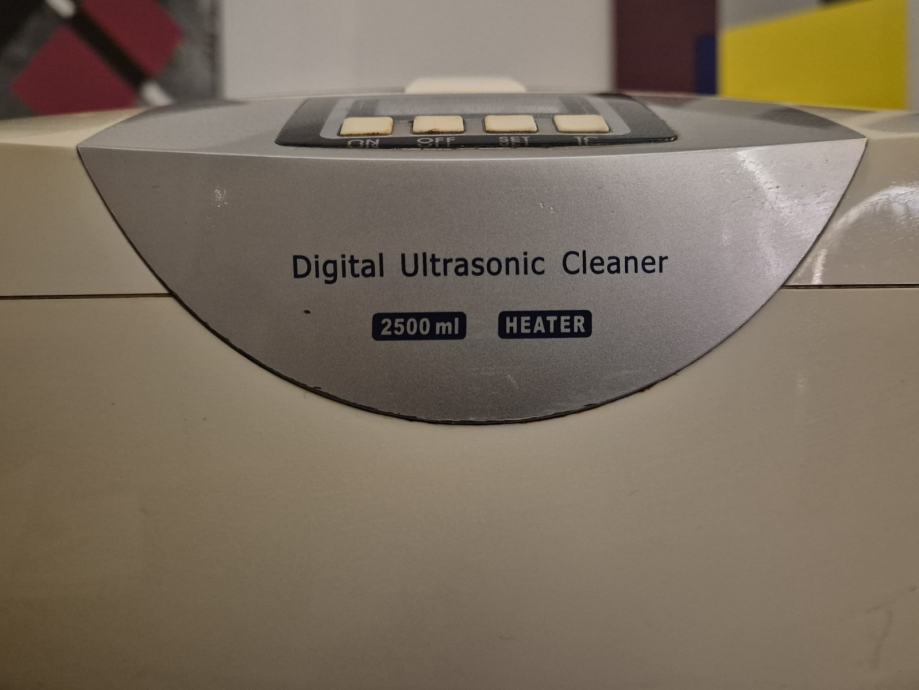 ON OFF SET
Digital Ultrasonic Cleaner
2500 ml HEATER